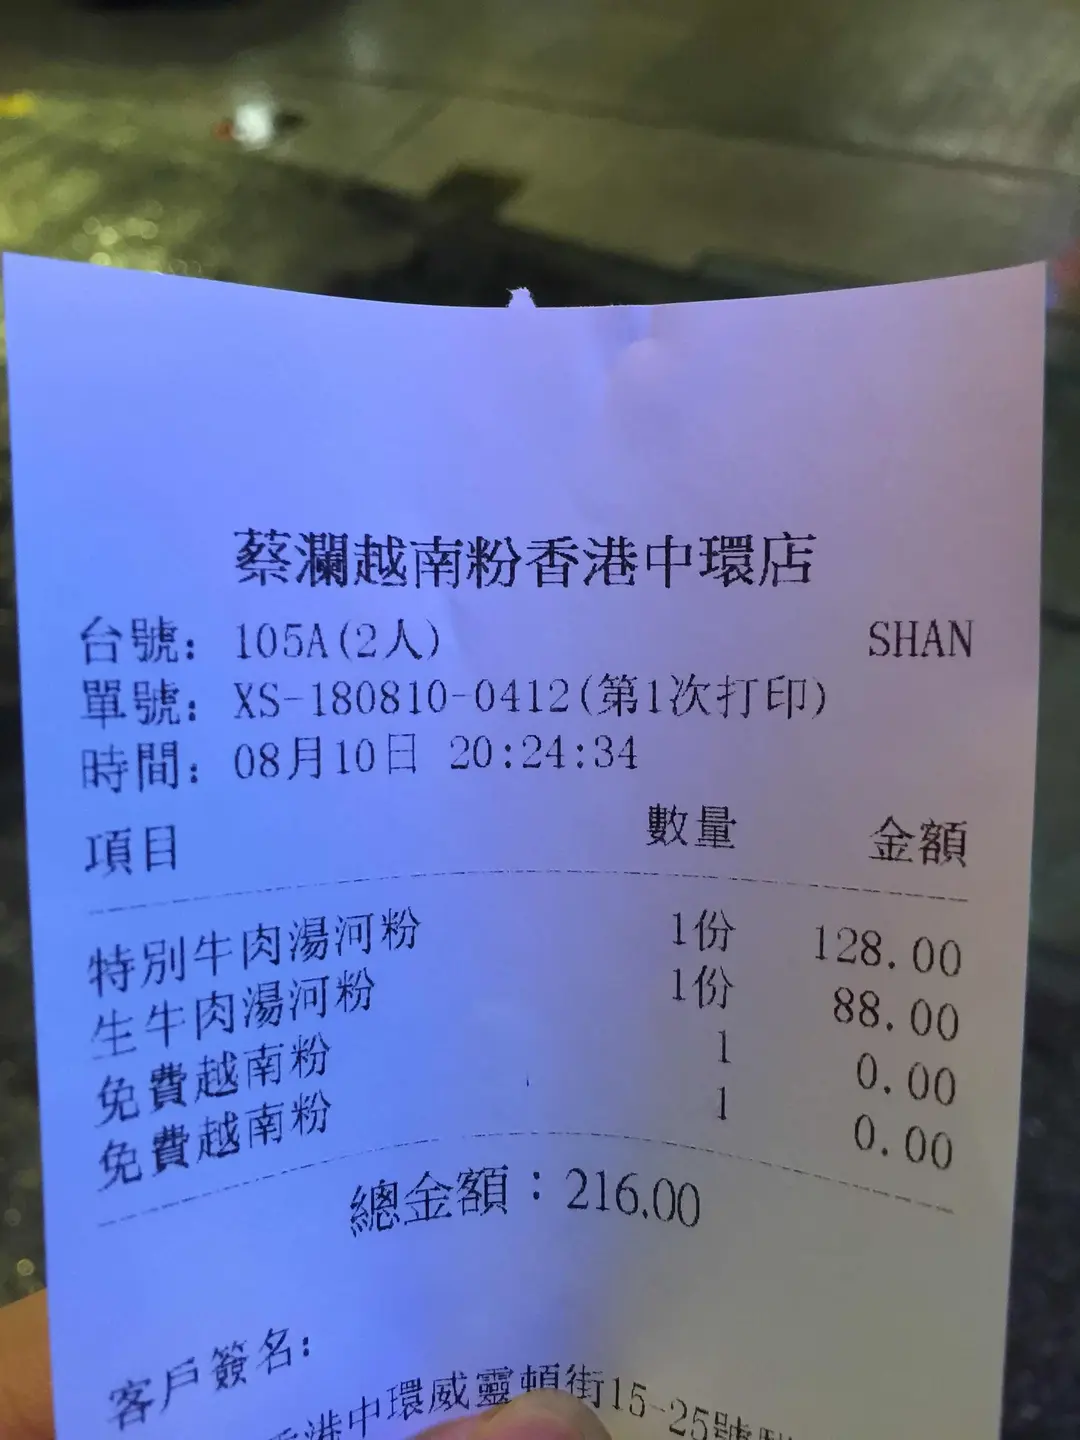 蔡瀾越南粉香港中環店
台號: 105A(2人) SHAN
單號: XS-180810-0412(第1次打印)
時間: 08月10日 20:24:34
項目 數量 金額
特別牛肉湯河粉 1份 128.00
生牛肉湯河粉 1份 88.00
免費越南粉 1 0.00
免費越南粉 1 0.00
總金額：216.00
客戶簽名:
香港中環威靈頓街15-25號